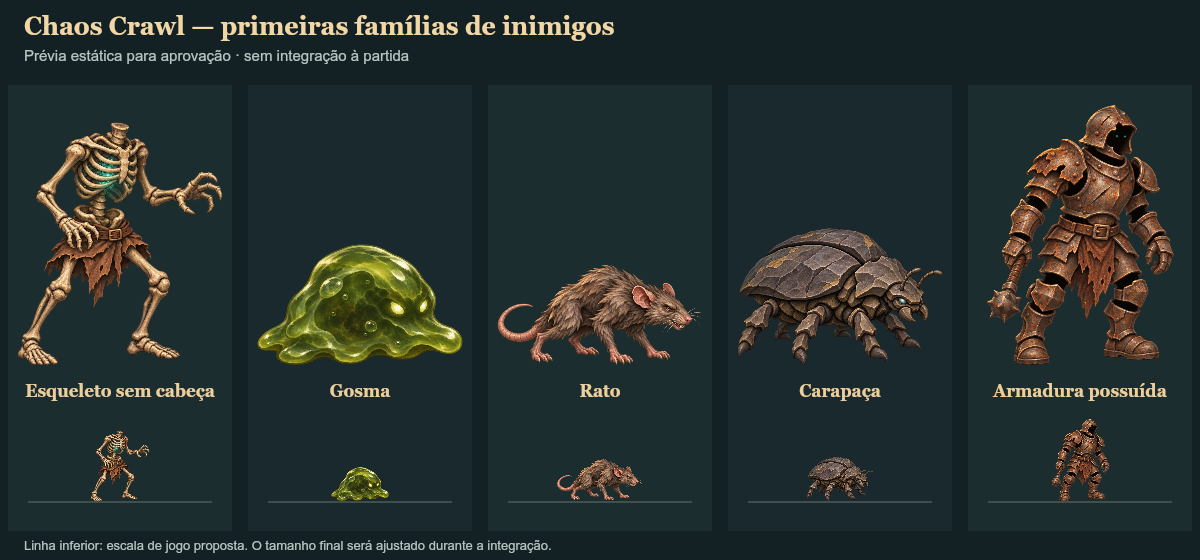 Chaos Crawl — primeiras famílias de inimigos
Prévia estática para aprovação · sem integração à partida
Esqueleto sem cabeça
Gosma
Rato
Carapaça
Armadura possuída
Linha inferior: escala de jogo proposta. O tamanho final será ajustado durante a integração.